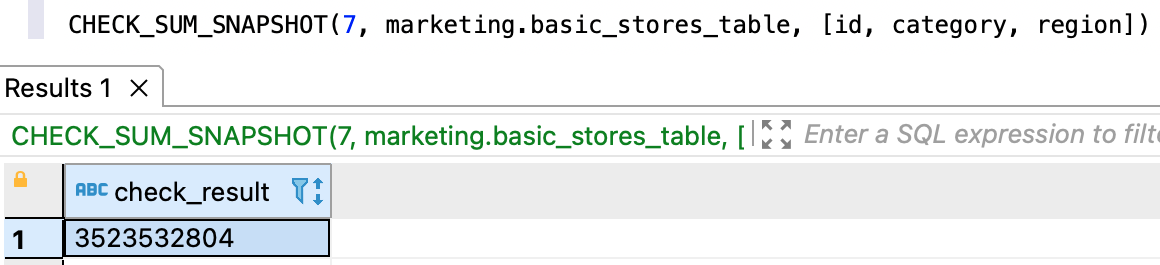 CHECK_SUM_SNAPSHOT(7, marketing.basic_stores_table, [id, category, region])
Results 1 ×
CHECK_SUM_SNAPSHOT(7, marketing.basic_stores_table, [ Enter a SQL expression to filte
ABC check_result
1 3523532804